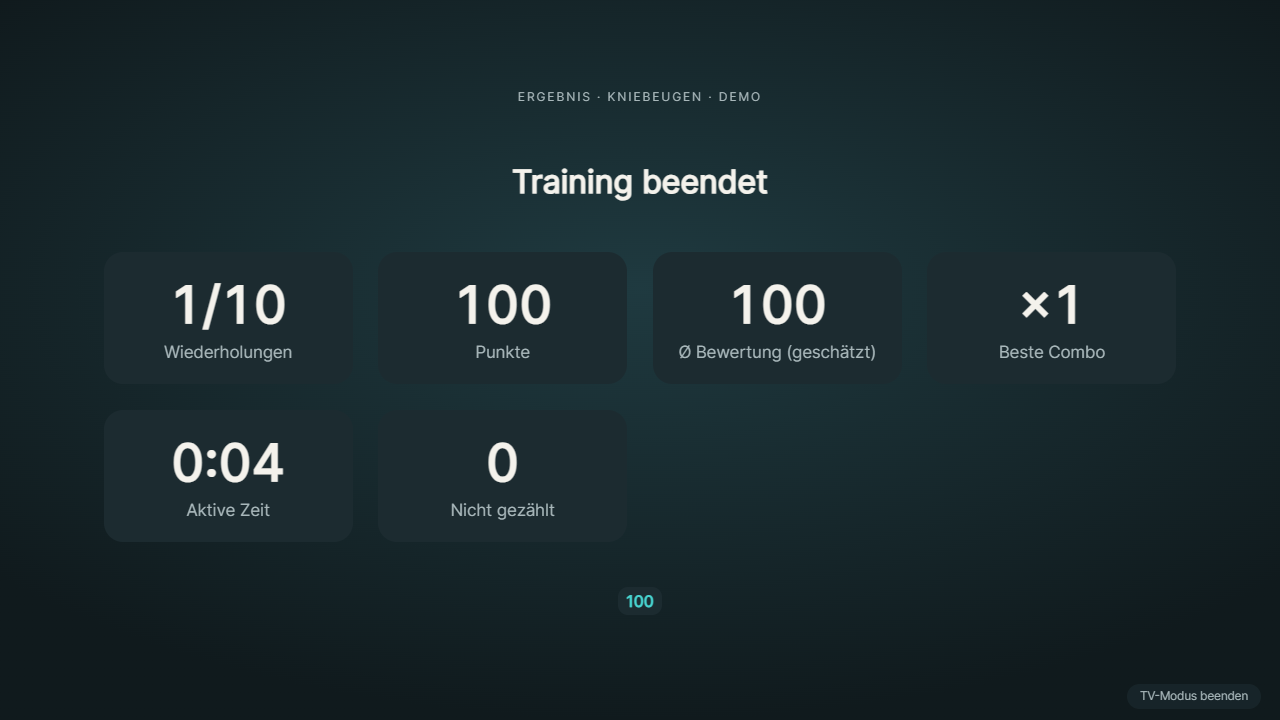 ERGEBNIS · KNIEBEUGEN · DEMO
Training beendet
1/10
Wiederholungen
100
Punkte
100
Ø Bewertung (geschätzt)
×1
Beste Combo
0:04
Aktive Zeit
0
Nicht gezählt
100
TV-Modus beenden